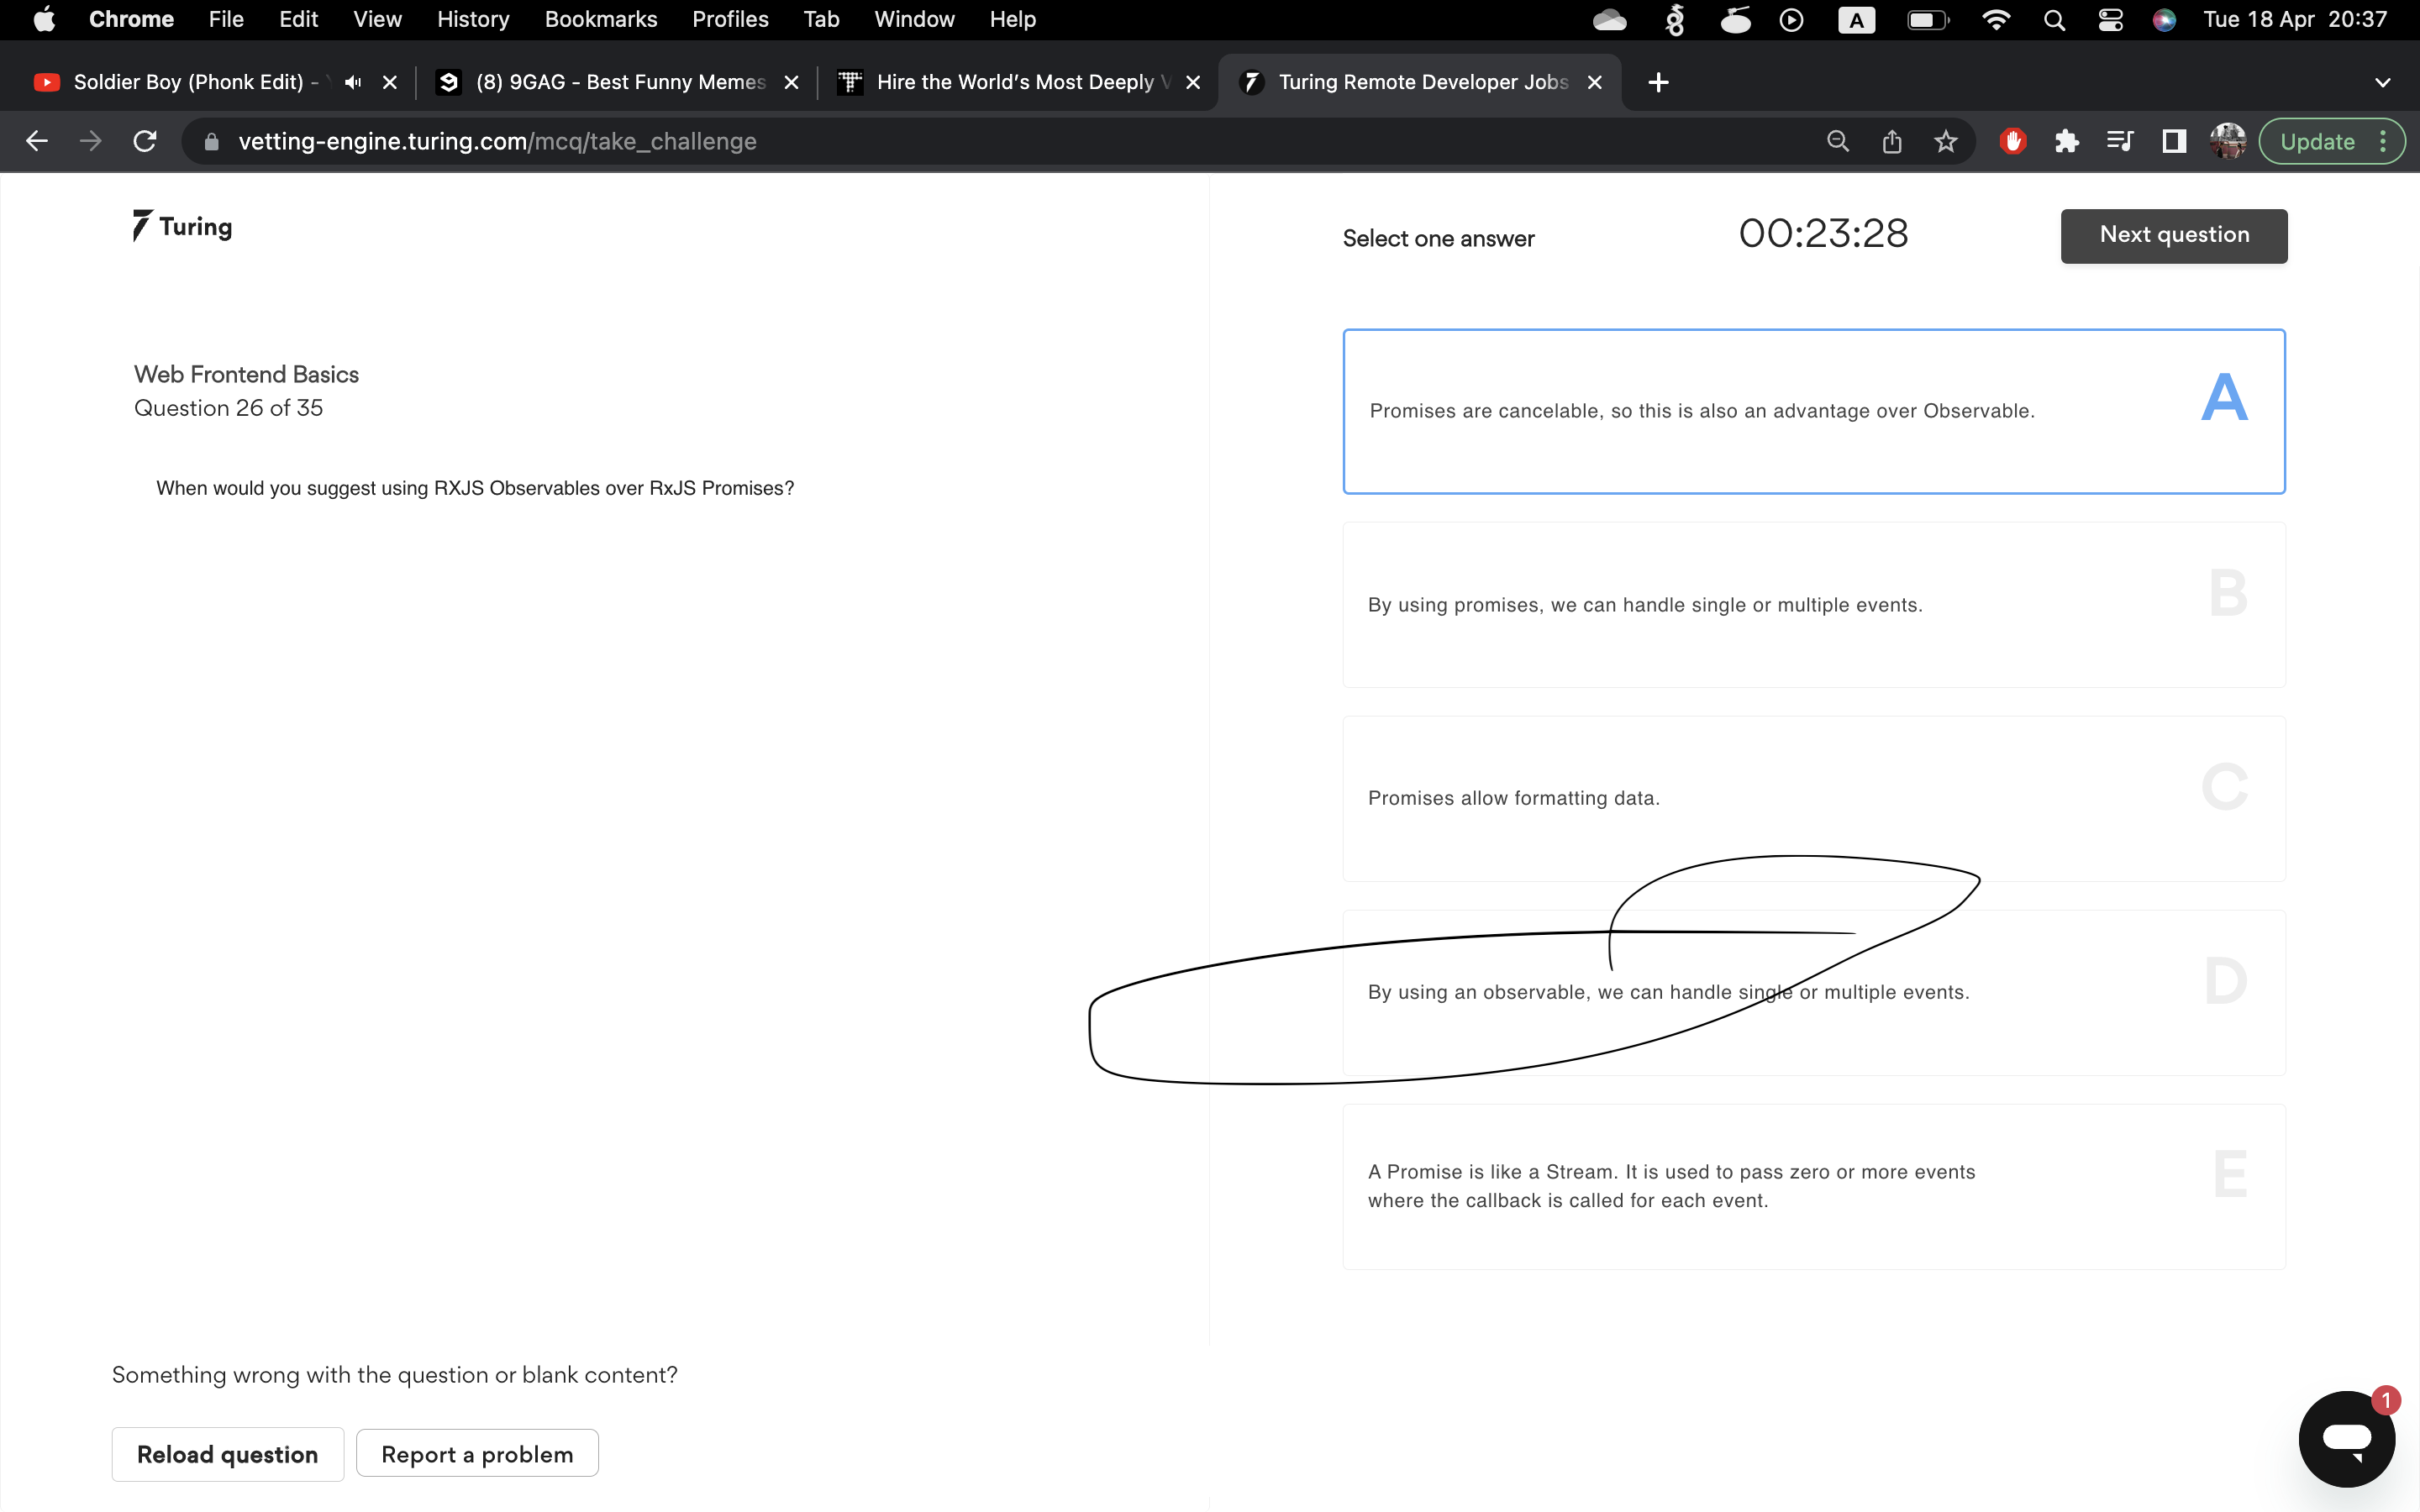 Chrome File Edit View History Bookmarks Profiles Tab Window Help A Tue 18 Apr 20:37
Soldier Boy (Phonk Edit) - (8) 9GAG - Best Funny Memes Hire the World's Most Deeply Turing Remote Developer Jobs
vetting-engine.turing.com/mcq/take_challenge Update
Turing
Select one answer 00:23:28 Next question
Web Frontend Basics
Question 26 of 35
When would you suggest using RXJS Observables over RxJS Promises?
Promises are cancelable, so this is also an advantage over Observable. A
By using promises, we can handle single or multiple events. B
Promises allow formatting data. C
By using an observable, we can handle single or multiple events. D
A Promise is like a Stream. It is used to pass zero or more events
where the callback is called for each event. E
Something wrong with the question or blank content?
Reload question Report a problem
1